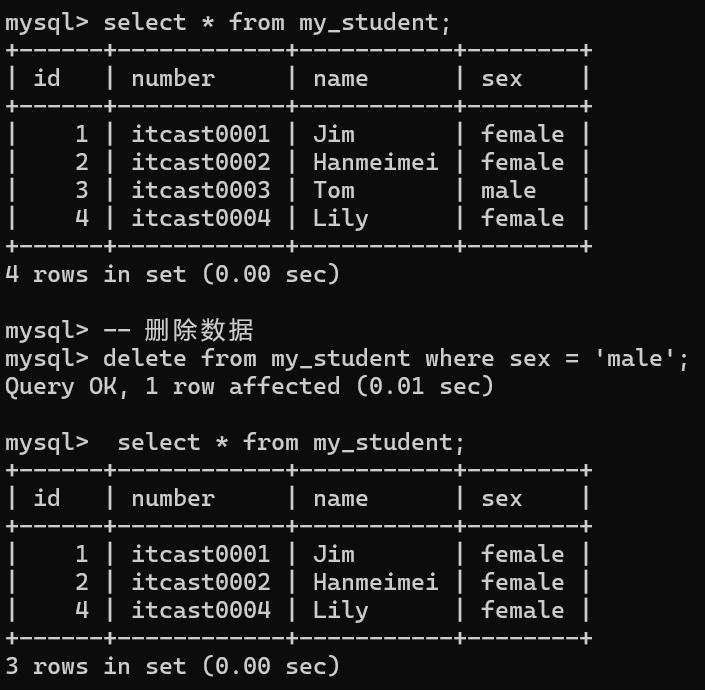 mysql> select * from my_student;
+------+------------+-----------+--------+
| id   | number     | name      | sex    |
+------+------------+-----------+--------+
|    1 | itcast0001 | Jim       | female |
|    2 | itcast0002 | Hanmeimei | female |
|    3 | itcast0003 | Tom       | male   |
|    4 | itcast0004 | Lily      | female |
+------+------------+-----------+--------+
4 rows in set (0.00 sec)

mysql> -- 删除数据
mysql> delete from my_student where sex = 'male';
Query OK, 1 row affected (0.01 sec)

mysql>  select * from my_student;
+------+------------+-----------+--------+
| id   | number     | name      | sex    |
+------+------------+-----------+--------+
|    1 | itcast0001 | Jim       | female |
|    2 | itcast0002 | Hanmeimei | female |
|    4 | itcast0004 | Lily      | female |
+------+------------+-----------+--------+
3 rows in set (0.00 sec)